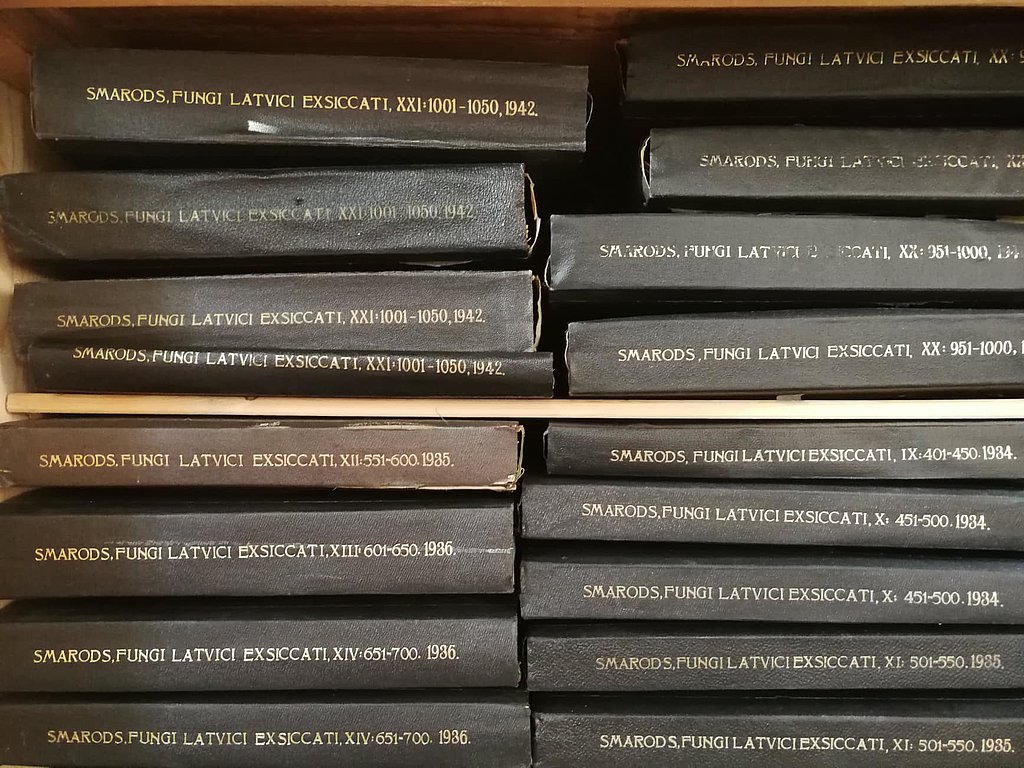 SMARODS, FUNGI LATVICI EXSICCATI, XXI:1001-1050, 1942.
SMARODS, FUNGI LATVICI EXSICCATI, XXI:1001-1050, 1942
SMARODS, FUNGI LATVICI EXSICCATI, XXI:1001-1050, 1942.
SMARODS, FUNGI LATVICI EXSICCATI, XXI:1001-1050, 1942.
SMARODS, FUNGI LATVICI EXSICCATI, XX:
SMARODS, FUNGI LATVICI EXSICCATI,
SMARODS, FUNGI LATVICI EXSICCATI, XX: 951-1000,
SMARODS, FUNGI LATVICI EXSICCATI, XX: 951-1000,
SMARODS, FUNGI LATVICI EXSICCATI, XII:551-600. 1935.
SMARODS, FUNGI LATVICI EXSICCATI, XIII:601-650. 1936.
SMARODS, FUNGI LATVICI EXSICCATI, XIV:651-700. 1936.
SMARODS, FUNGI LATVICI EXSICCATI, XIV:651-700. 1936.
SMARODS, FUNGI LATVICI EXSICCATI, IX:401-450. 1934.
SMARODS, FUNGI LATVICI EXSICCATI, X: 451-500. 1934.
SMARODS, FUNGI LATVICI EXSICCATI, X: 451-500. 1934.
SMARODS, FUNGI LATVICI EXSICCATI, XI: 501-550. 1935.
SMARODS, FUNGI LATVICI EXSICCATI, XI: 501-550. 1935.